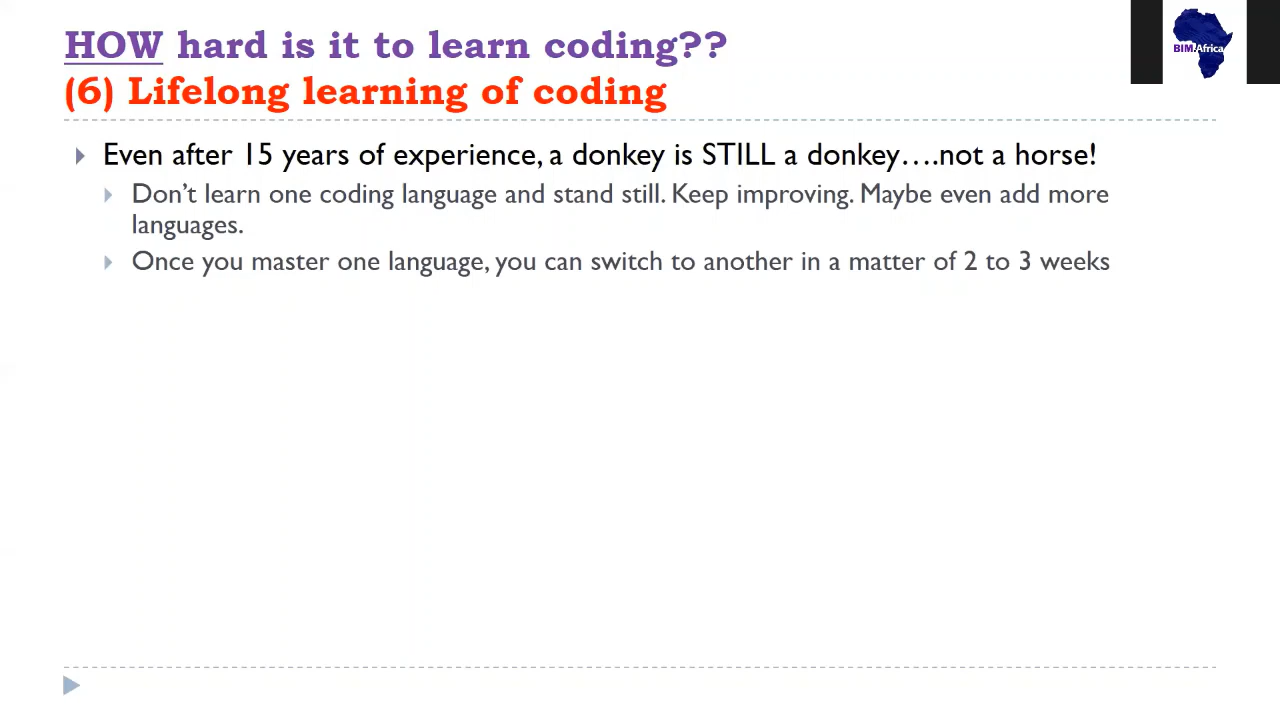 HOW hard is it to learn coding??
(6) Lifelong learning of coding
BIM Africa
Even after 15 years of experience, a donkey is STILL a donkey….not a horse!
Don’t learn one coding language and stand still. Keep improving. Maybe even add more
languages.
Once you master one language, you can switch to another in a matter of 2 to 3 weeks